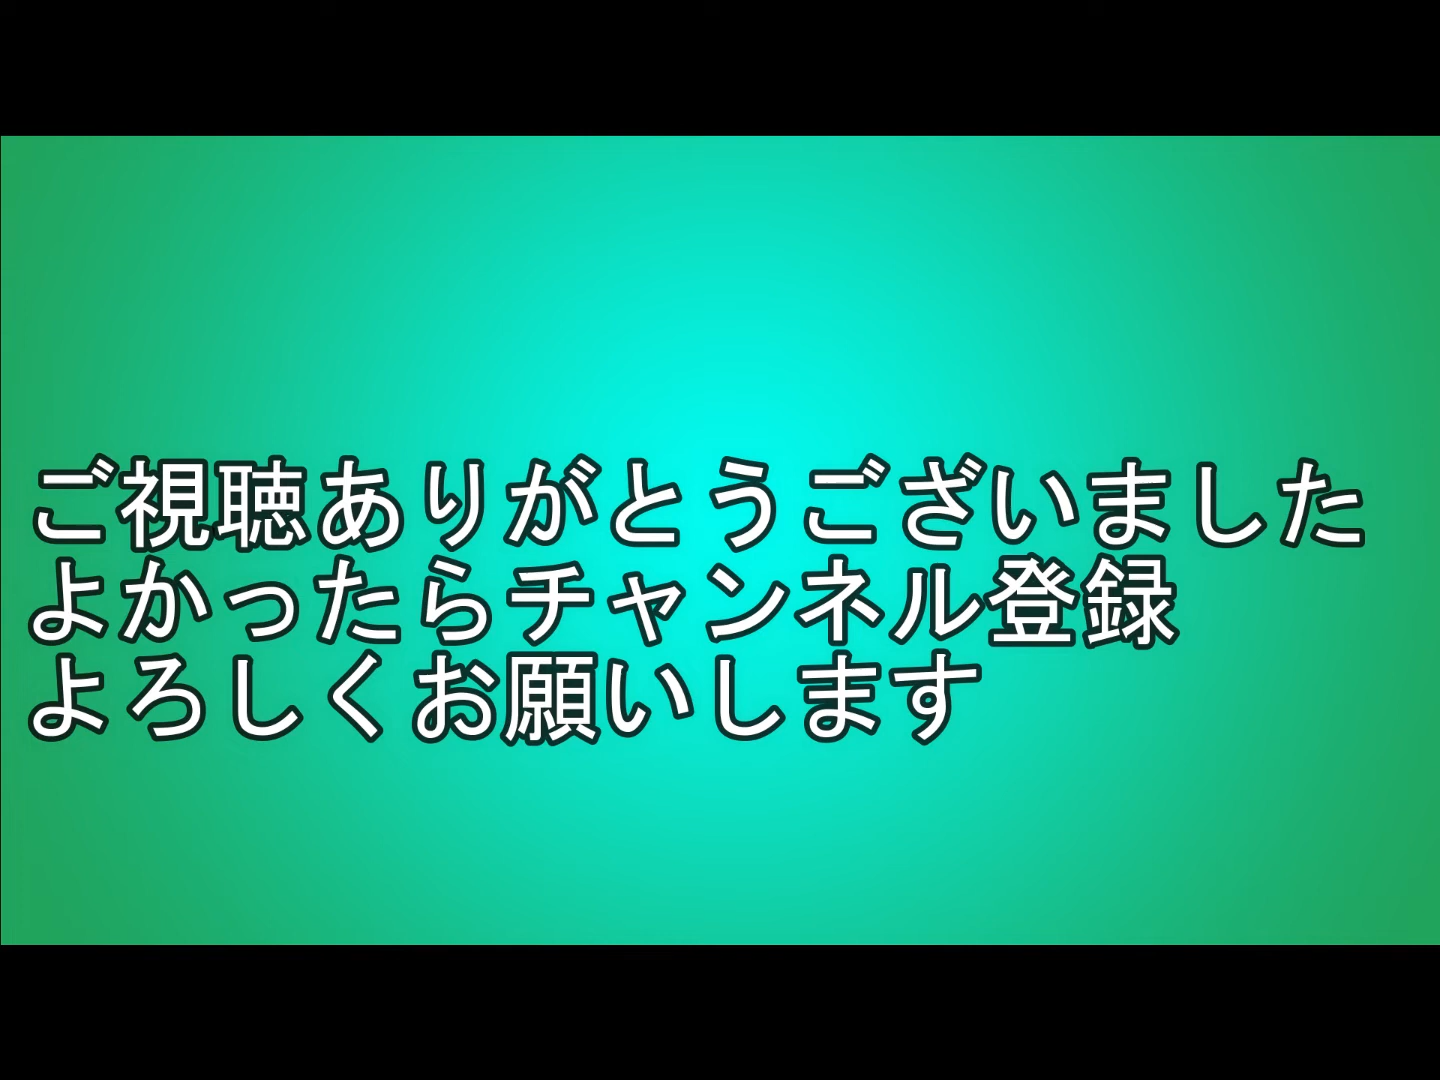 ご視聴ありがとうございました
よかったらチャンネル登録
よろしくお願いします